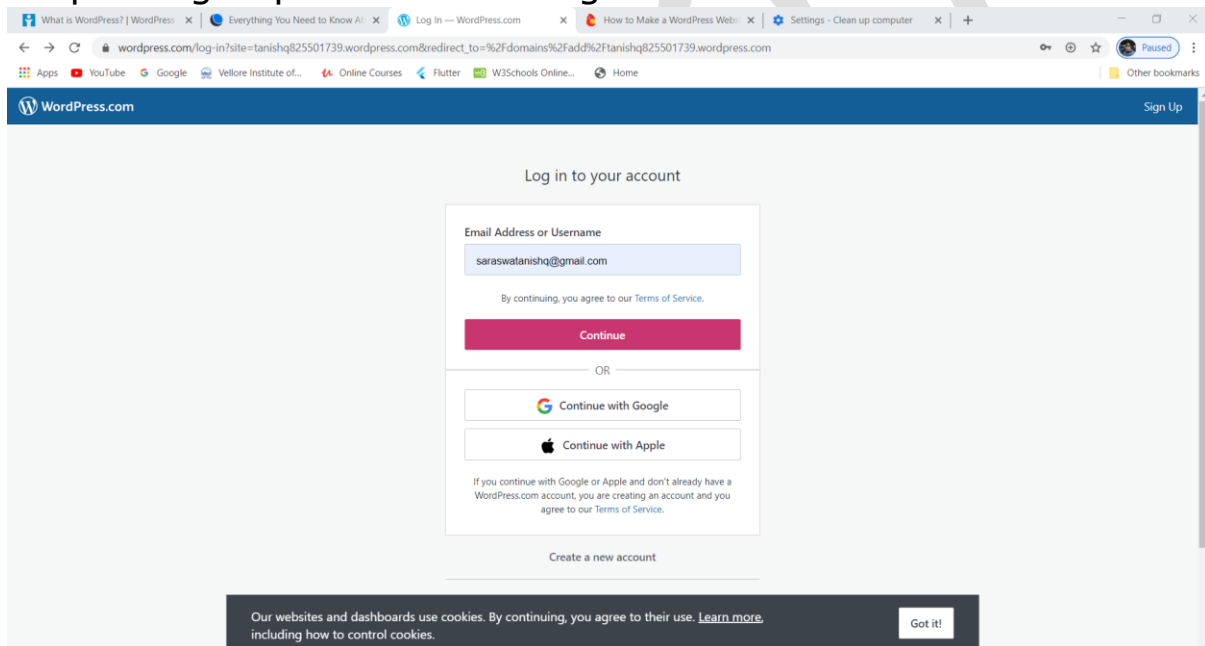 What is WordPress? | WordPress
Everything You Need to Know Al
Log In — WordPress.com
How to Make a WordPress Webs
Settings - Clean up computer
wordpress.com/log-in?site=tanishq825501739.wordpress.com&redirect_to=%2Fdomains%2Fadd%2Ftanishq825501739.wordpress.com
Paused
Apps YouTube Google Vellore Institute of... Online Courses Flutter W3Schools Online... Home Other bookmarks
WordPress.com Sign Up
Log in to your account
Email Address or Username
saraswatanishq@gmail.com
By continuing, you agree to our Terms of Service.
Continue
OR
Continue with Google
Continue with Apple
If you continue with Google or Apple and don't already have a
WordPress.com account, you are creating an account and you
agree to our Terms of Service.
Create a new account
Our websites and dashboards use cookies. By continuing, you agree to their use. Learn more,
including how to control cookies.
Got it!